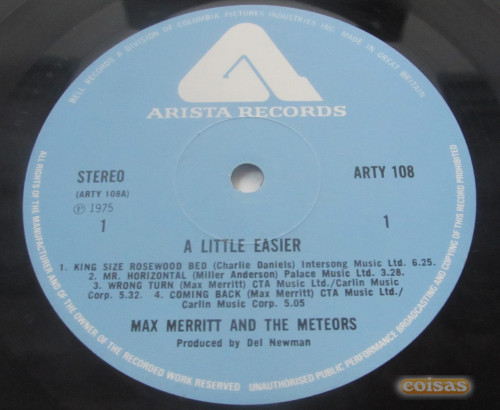 BELL RECORDS A DIVISION OF COLUMBIA PICTURES INDUSTRIES INC. MADE IN GREAT BRITAIN
ARISTA RECORDS
STEREO
ARTY 108
(ARTY 108A)
℗ 1975
1
1
A LITTLE EASIER
1. KING SIZE ROSEWOOD BED (Charlie Daniels) Intersong Music Ltd. 6.25.
2. MR. HORIZONTAL (Miller Anderson) Palace Music Ltd. 3.28.
3. WRONG TURN (Max Merritt) CTA Music Ltd./Carlin Music
Corp. 5.32. 4. COMING BACK (Max Merritt) CTA Music Ltd./
Carlin Music Corp. 5.05
MAX MERRITT AND THE METEORS
Produced by Del Newman
ALL RIGHTS OF THE MANUFACTURER AND OF THE OWNER OF THE RECORDED WORK RESERVED UNAUTHORISED PUBLIC PERFORMANCE BROADCASTING AND COPYING OF THIS RECORD PROHIBITED
coisas